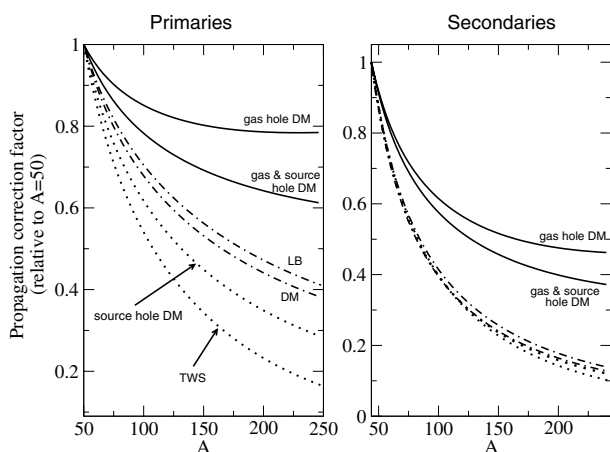 Primaries
Secondaries
Propagation correction factor
(relative to A=50)
1
0.8
0.6
0.4
0.2
gas hole DM
gas & source
hole DM
LB
DM
source hole DM
TWS
50
100
150
200
250
A
1
0.8
0.6
0.4
0.2
0
gas hole DM
gas & source
hole DM
50
100
150
200
A